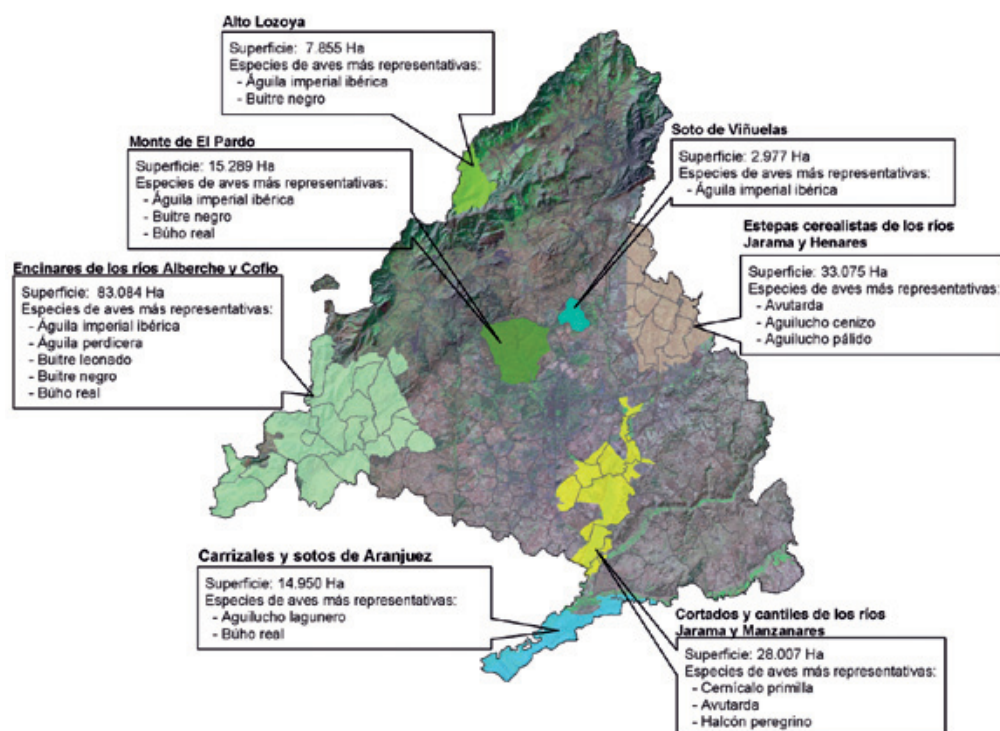 Alto Lozoya
Superficie: 7.855 Ha
Especies de aves más representativas:
- Águila imperial ibérica
- Buitre negro
Monte de El Pardo
Superficie: 15.289 Ha
Especies de aves más representativas:
- Águila imperial ibérica
- Buitre negro
- Búho real
Soto de Viñuelas
Superficie: 2.977 Ha
Especies de aves más representativas:
- Águila imperial ibérica
Estepas cerealistas de los ríos
Jarama y Henares
Superficie: 33.075 Ha
Especies de aves más representativas:
- Avutarda
- Aguilucho cenizo
- Aguilucho pálido
Encinares de los ríos Alberche y Cofio
Superficie: 83.084 Ha
Especies de aves más representativas:
- Águila imperial ibérica
- Águila perdicera
- Buitre leonado
- Buitre negro
- Búho real
Carrizales y sotos de Aranjuez
Superficie: 14.950 Ha
Especies de aves más representativas:
- Aguilucho lagunero
- Búho real
Cortados y cantiles de los ríos
Jarama y Manzanares
Superficie: 28.007 Ha
Especies de aves más representativas:
- Cernícalo primilla
- Avutarda
- Halcón peregrino